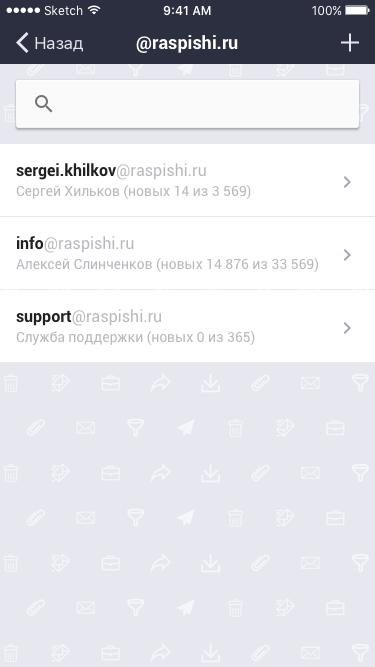 Sketch 9:41 AM 100%
Назад @raspishi.ru
sergei.khilkov@raspishi.ru
Сергей Хильков (новых 14 из 3 569)
info@raspishi.ru
Алексей Слинченков (новых 14 876 из 33 569)
support@raspishi.ru
Служба поддержки (новых 0 из 365)